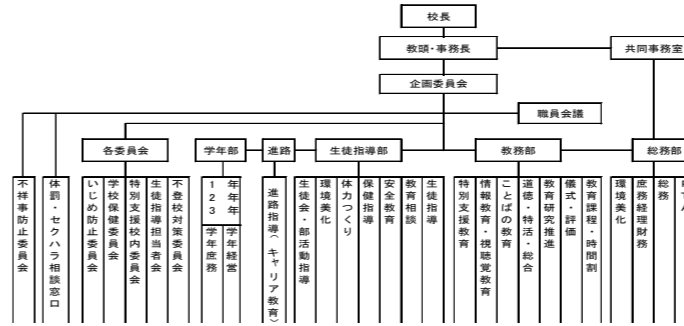 校長
教頭・事務長
共同事務室
企画委員会
職員会議
各委員会
学年部
進路
生徒指導部
教務部
総務部
不祥事防止委員会
体罰・セクハラ相談窓口
いじめ防止委員会
学校保健委員会
特別支援校内委員会
生徒指導担当者会
不登校対策委員会
1年
2年
3年
学年庶務
学年経営
進路指導（キャリア教育）
生徒会・部活動指導
環境美化
体力つくり
保健指導
安全教育
教育相談
生徒指導
特別支援教育
情報教育・視聴覚教育
ことばの教育
道徳・特活・総合
教育研究推進
儀式・評価
教育課程・時間割
環境美化
庶務経理財務
総務